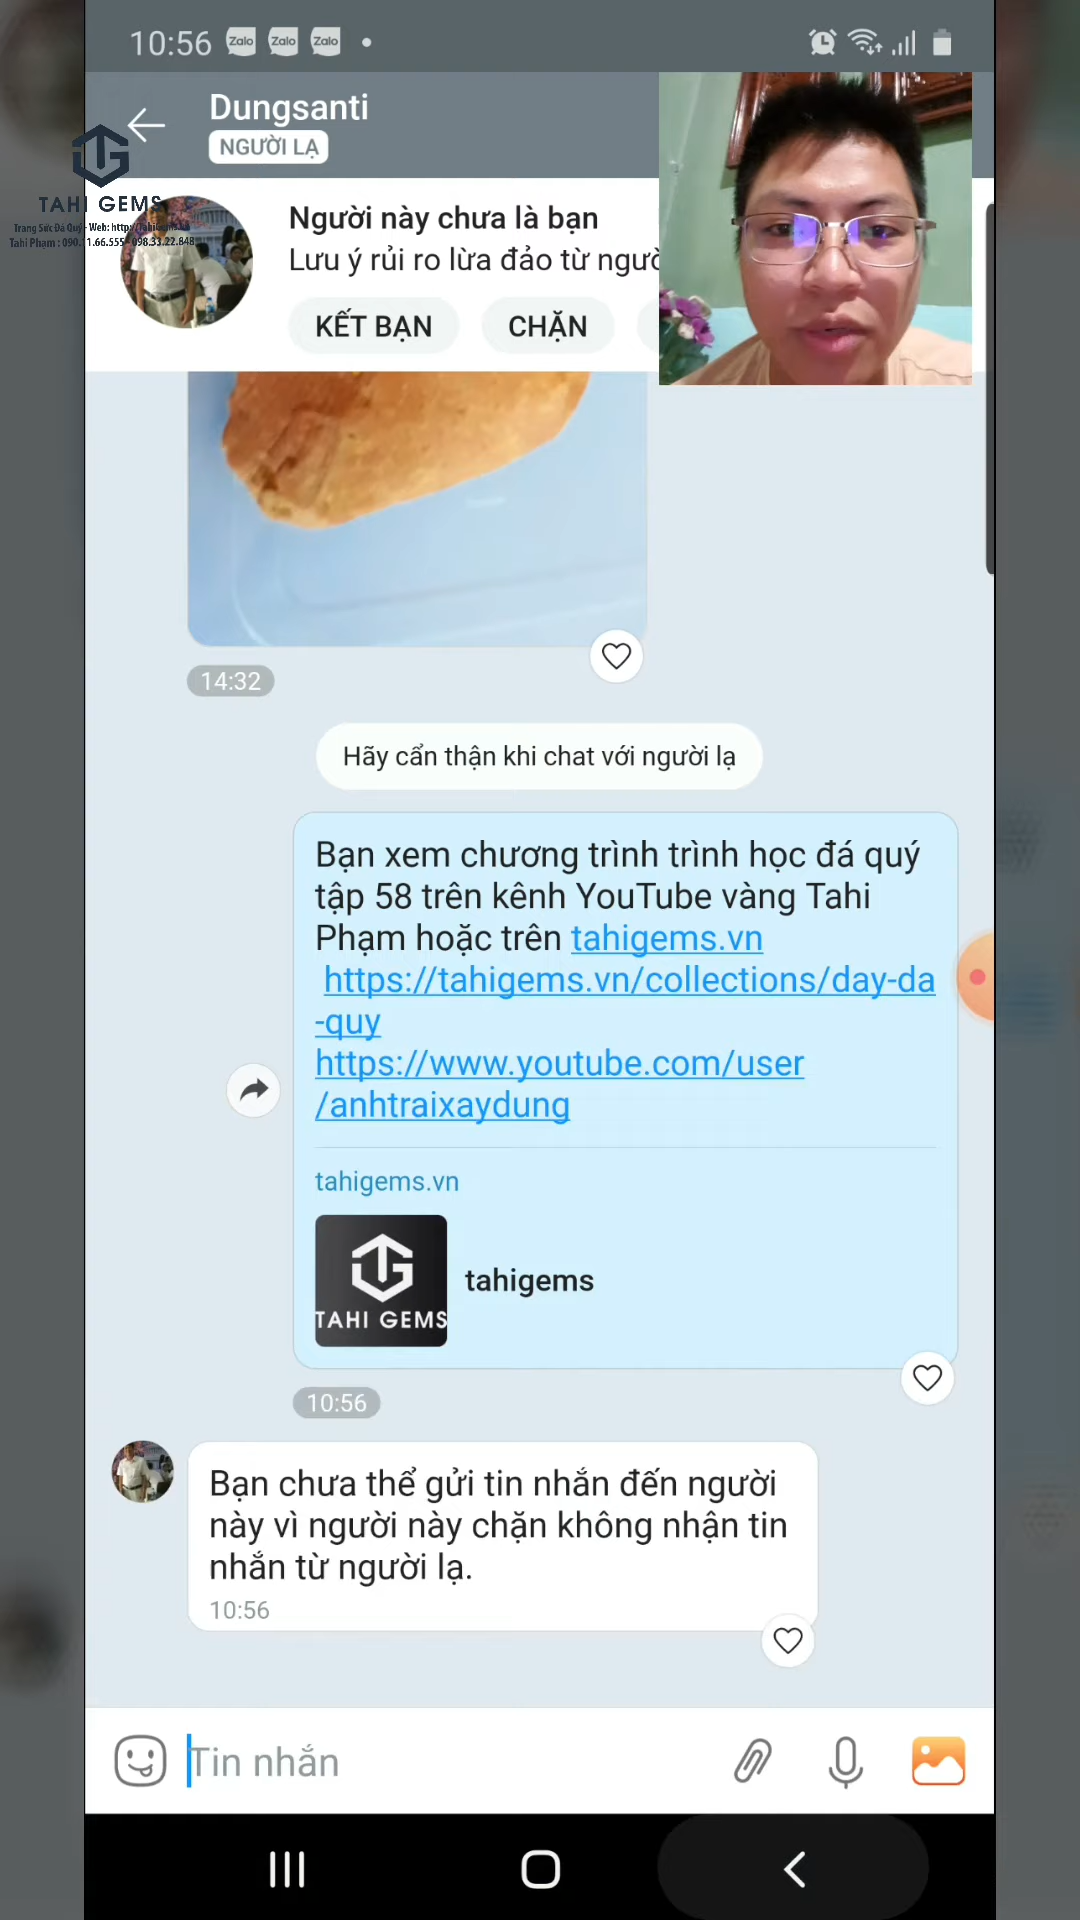 10:56
Zalo Zalo Zalo
Dungsanti
NGƯỜI LẠ
TAHI GEMS
Trang Sức Đá Quý - Web: http
Tahi Phạm : 090. 1.66.555 - 098.33.22.848
Người này chưa là bạn
Lưu ý rủi ro lừa đảo từ ngườ
KẾT BẠN
CHẶN
14:32
Hãy cẩn thận khi chat với người lạ
Bạn xem chương trình trình học đá quý
tập 58 trên kênh YouTube vàng Tahi
Phạm hoặc trên tahigems.vn
https://tahigems.vn/collections/day-da
-quy
https://www.youtube.com/user
/anhtraixaydung
tahigems.vn
TAHI GEMS
tahigems
10:56
Bạn chưa thể gửi tin nhắn đến người
này vì người này chặn không nhận tin
nhắn từ người lạ.
10:56
Tin nhắn